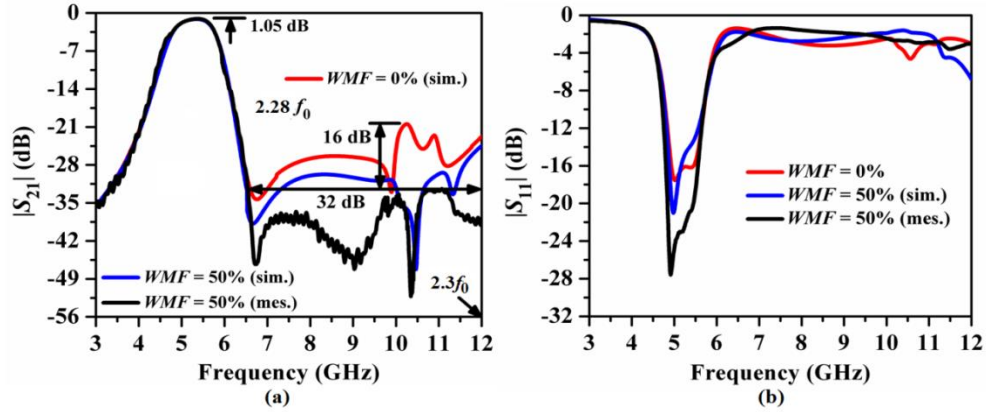 0
-7
-14
-21
-28
-35
-42
-49
-56
|S21| (dB)
1.05 dB
WMF = 0% (sim.)
2.28 f0
16 dB
32 dB
WMF = 50% (sim.)
WMF = 50% (mes.)
2.3f0
3 4 5 6 7 8 9 10 11 12
Frequency (GHz)
(a)
1
-4
-8
-12
-16
-20
-24
-28
-32
|S11| (dB)
WMF = 0%
WMF = 50% (sim.)
WMF = 50% (mes.)
3 4 5 6 7 8 9 10 11 12
Frequency (GHz)
(b)